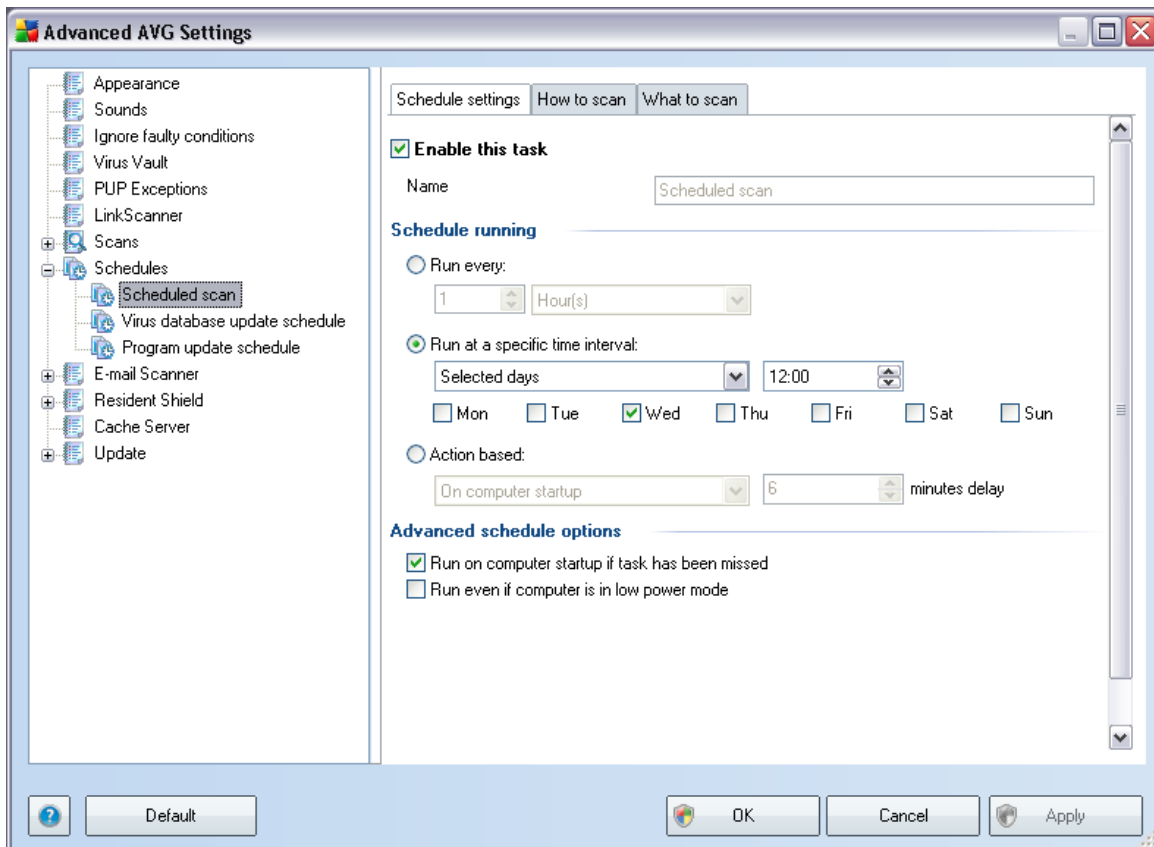 Advanced AVG Settings
Appearance
Sounds
Ignore faulty conditions
Virus Vault
PUP Exceptions
LinkScanner
Scans
Schedules
Scheduled scan
Virus database update schedule
Program update schedule
E-mail Scanner
Resident Shield
Cache Server
Update
Schedule settings How to scan What to scan
Enable this task
Name Scheduled scan
Schedule running
Run every:
1 Hour(s)
Run at a specific time interval:
Selected days 12:00
Mon Tue Wed Thu Fri Sat Sun
Action based:
On computer startup 6 minutes delay
Advanced schedule options
Run on computer startup if task has been missed
Run even if computer is in low power mode
? Default OK Cancel Apply